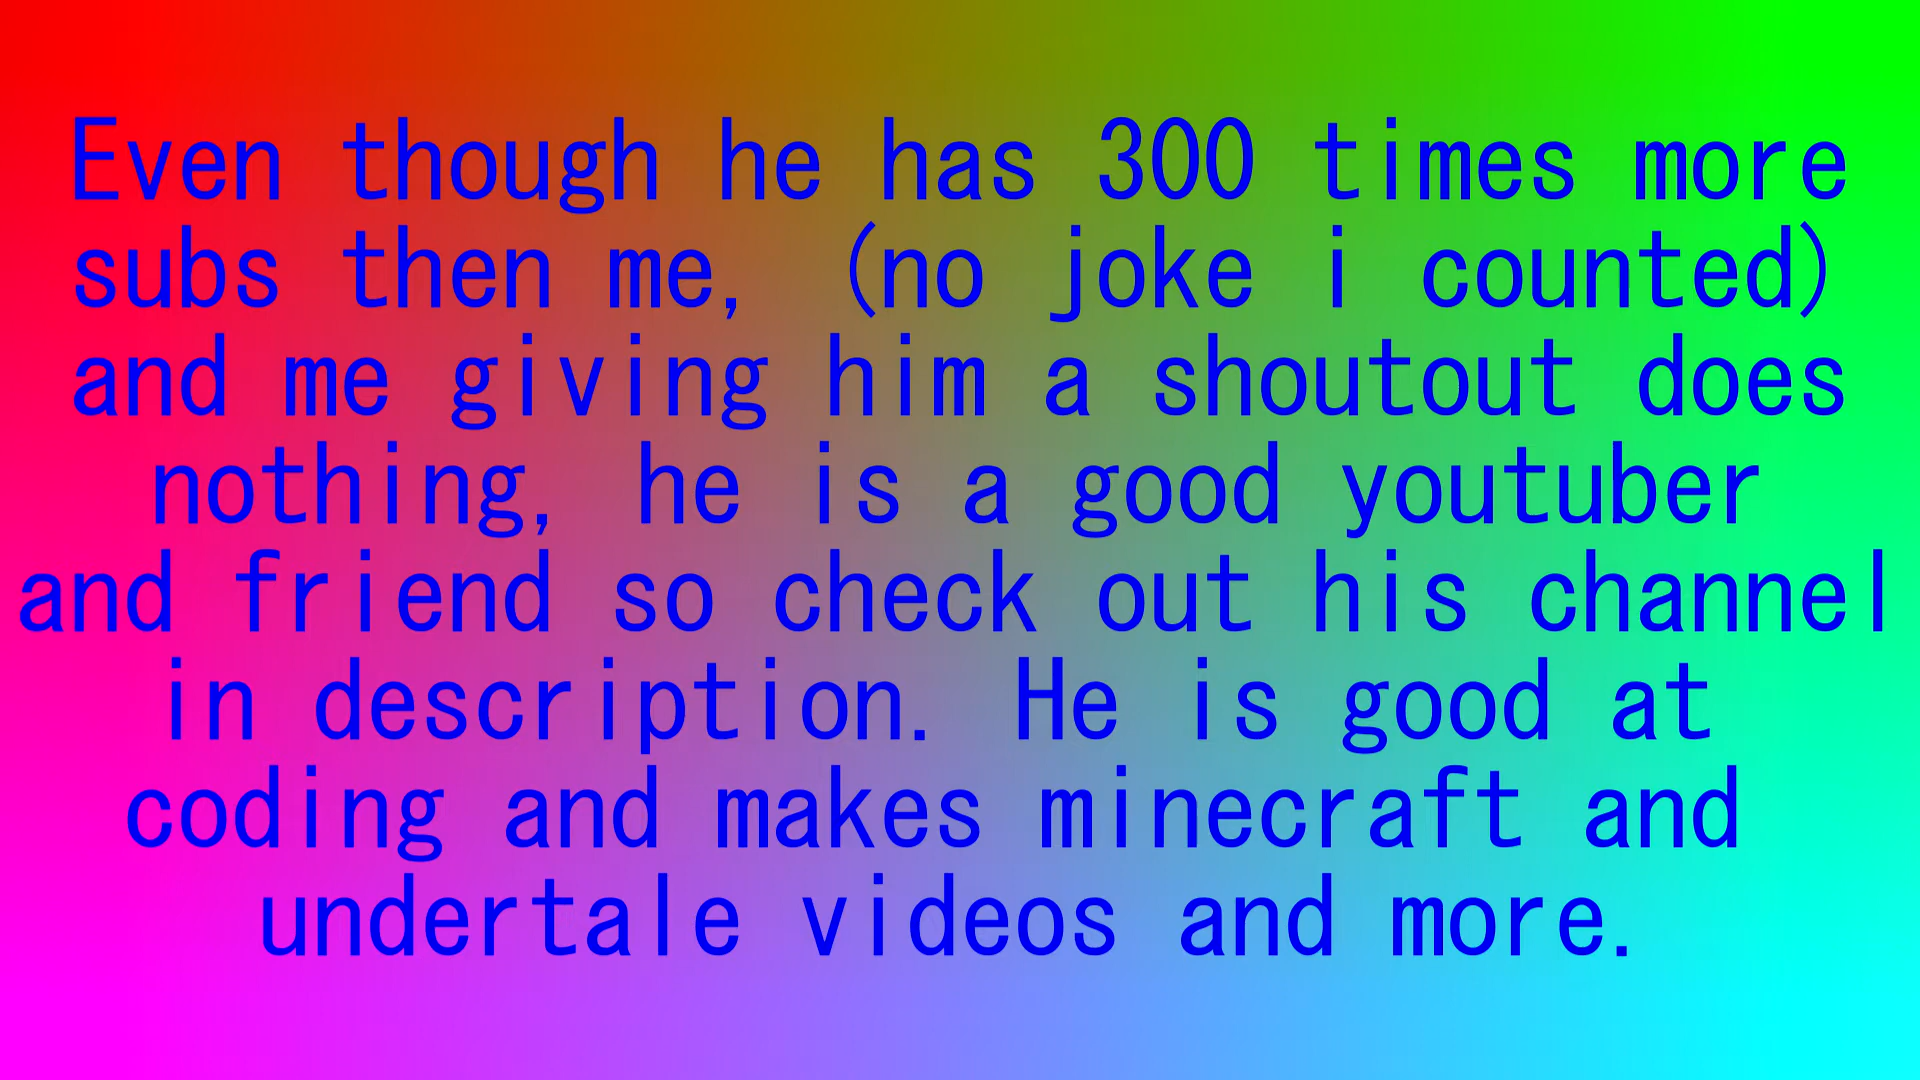 Even though he has 300 times more
subs then me, (no joke i counted)
and me giving him a shoutout does
nothing, he is a good youtuber
and friend so check out his channel
in description. He is good at
coding and makes minecraft and
undertale videos and more.